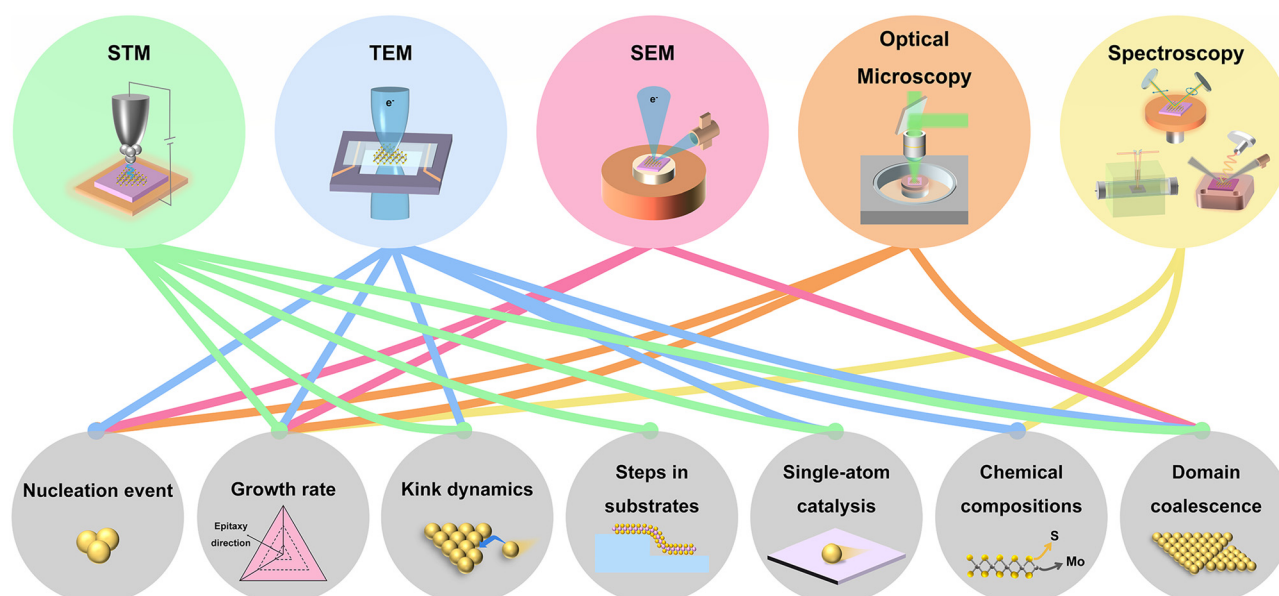 STM
TEM
SEM
Optical
Microscopy
Spectroscopy
e-
e-
Nucleation event
Growth rate
Epitaxy
direction
Kink dynamics
Steps in
substrates
Single-atom
catalysis
Chemical
compositions
S
Mo
Domain
coalescence